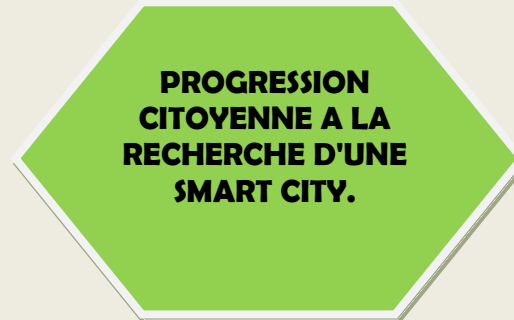 PROGRESSION
CITOYENNE A LA
RECHERCHE D'UNE
SMART CITY.